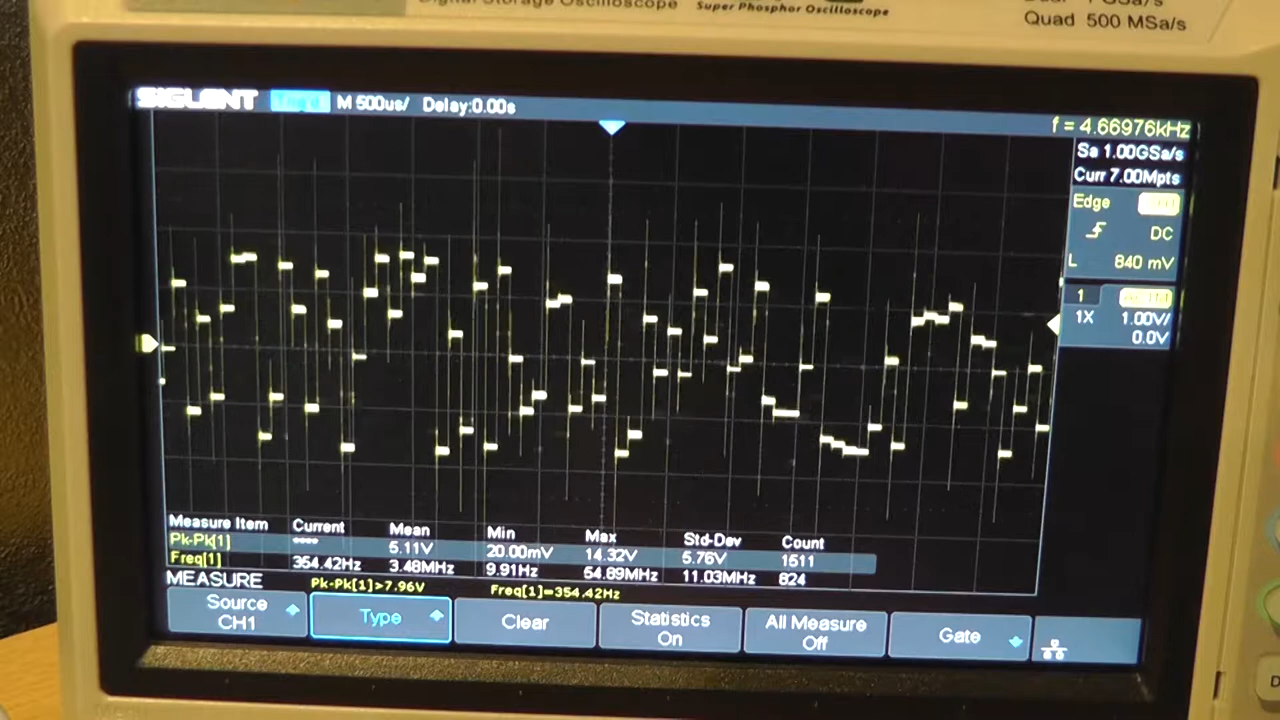 Digital Storage Oscilloscope
Super Phosphor Oscilloscope
Dual 1 GSa/s
Quad 500 MSa/s
SIGLENT
M 500us/ Delay:0.00s
f = 4.66976kHz
Sa 1.00GSa/s
Curr 7.00Mpts
Edge
DC
L 840 mV
1
1X 1.00V/
0.0V
Measure Item Current Mean Min Max Std-Dev Count
Pk-Pk[1] **** 5.11V 20.00mV 14.32V 5.76V 1511
Freq[1] 354.42Hz 3.48MHz 9.91Hz 54.89MHz 11.03MHz 824
MEASURE Pk-Pk[1]>7.96V Freq[1]=354.42Hz
Source
CH1
Type
Clear
Statistics
On
All Measure
Off
Gate
D